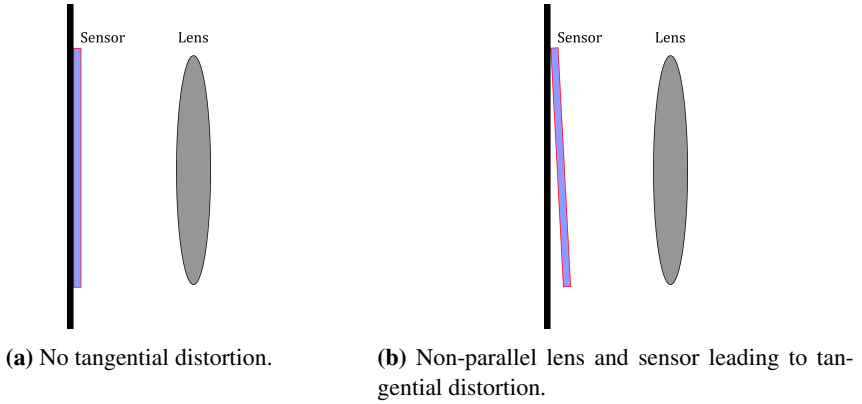 Sensor Lens Sensor Lens
(a) No tangential distortion.
(b) Non-parallel lens and sensor leading to tan-
gential distortion.